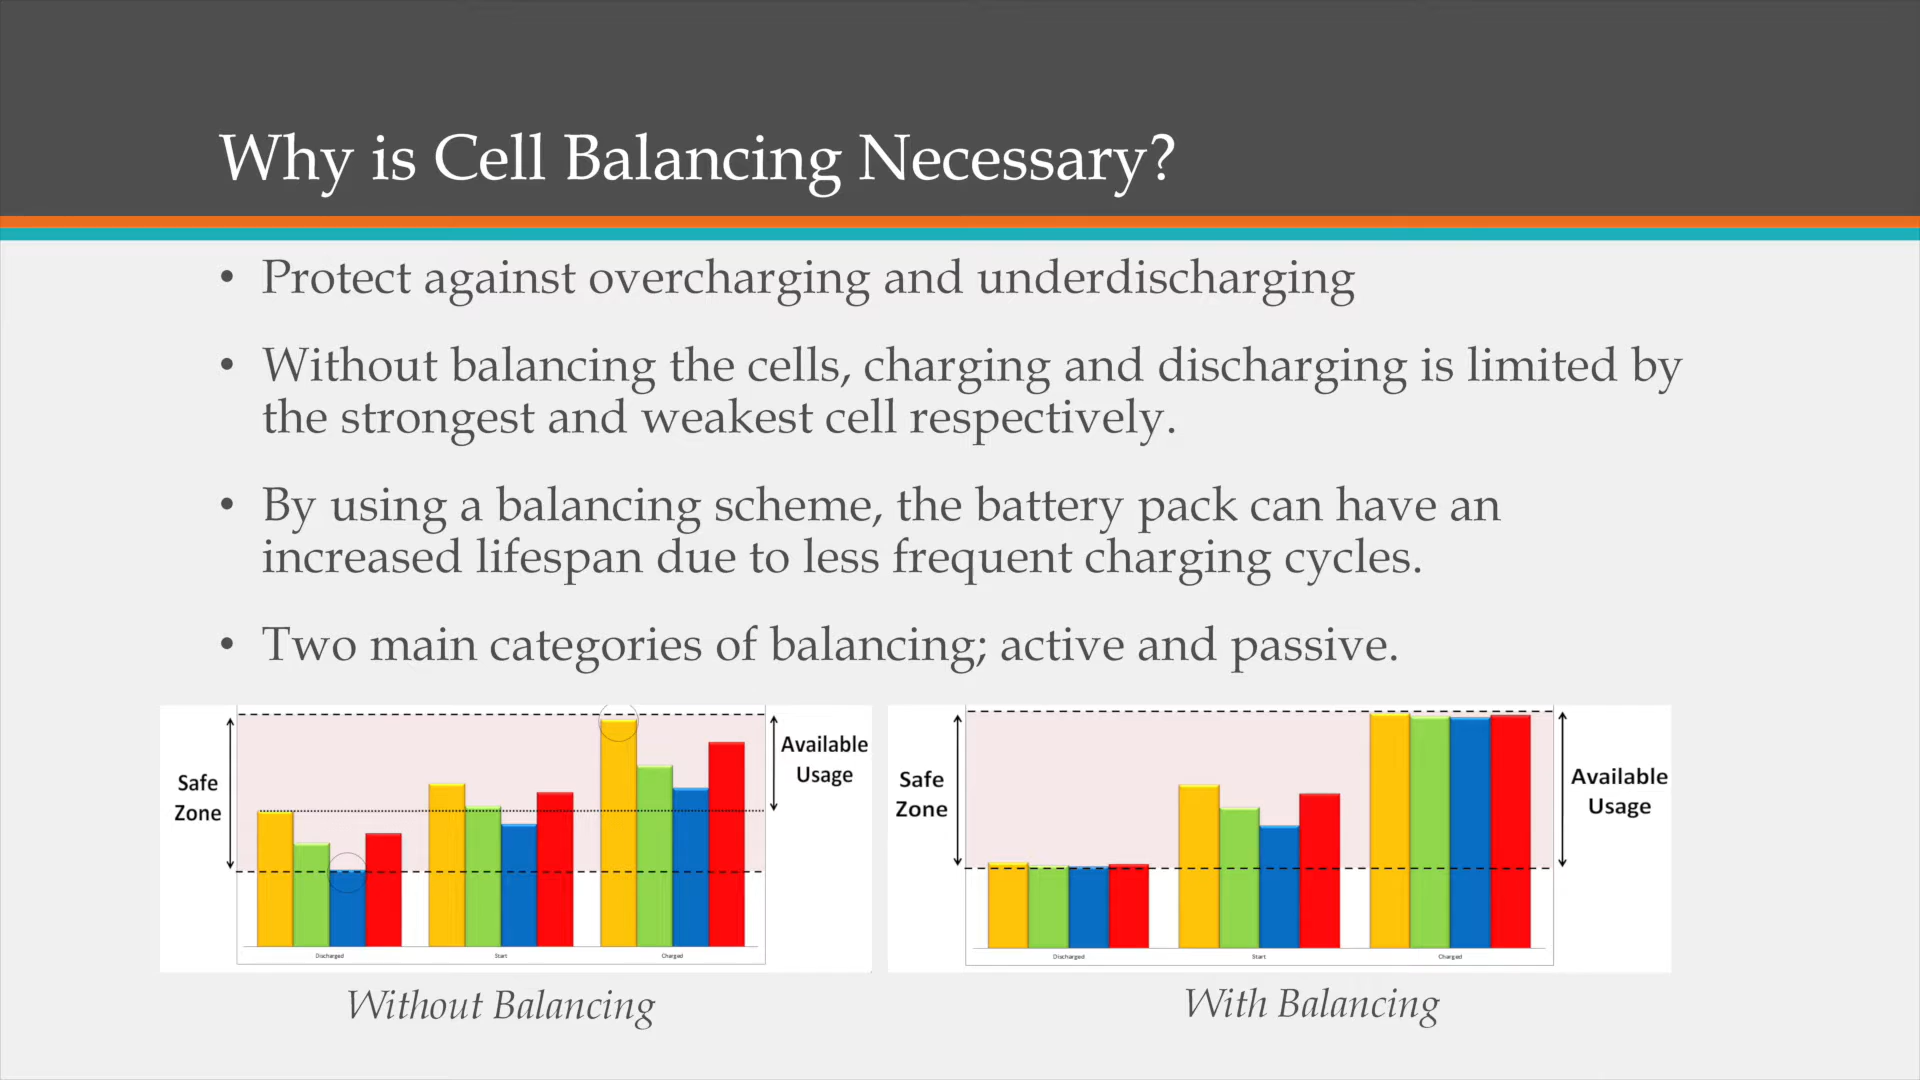 Why is Cell Balancing Necessary?
• Protect against overcharging and underdischarging
• Without balancing the cells, charging and discharging is limited by
the strongest and weakest cell respectively.
• By using a balancing scheme, the battery pack can have an
increased lifespan due to less frequent charging cycles.
• Two main categories of balancing; active and passive.
Safe
Zone
Available
Usage
Discharged
Start
Charged
Without Balancing
Safe
Zone
Available
Usage
Discharged
Start
Charged
With Balancing